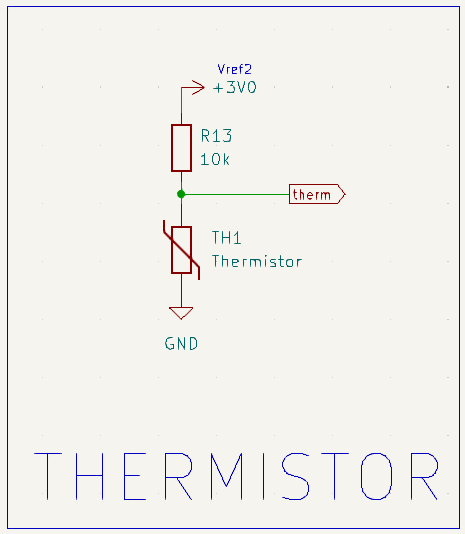 Vref2
+3V0
R13
10k
therm
TH1
Thermistor
GND
THERMISTOR